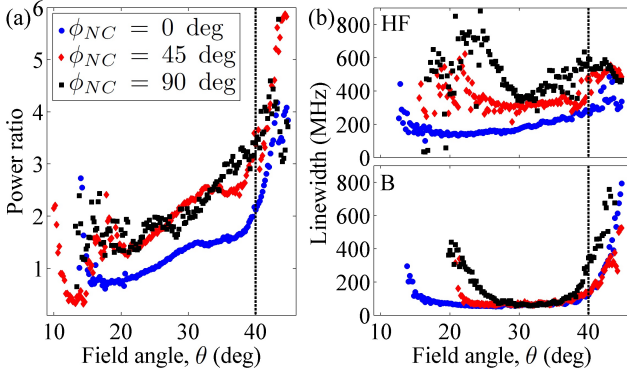 (a)
ϕNC = 0 deg
ϕNC = 45 deg
ϕNC = 90 deg
6
5
4
3
2
1
Power ratio
10 20 30 40
Field angle, θ (deg)
(b)
HF
800
600
400
200
0
B
800
600
400
200
0
Linewidth (MHz)
10 20 30 40
Field angle, θ (deg)